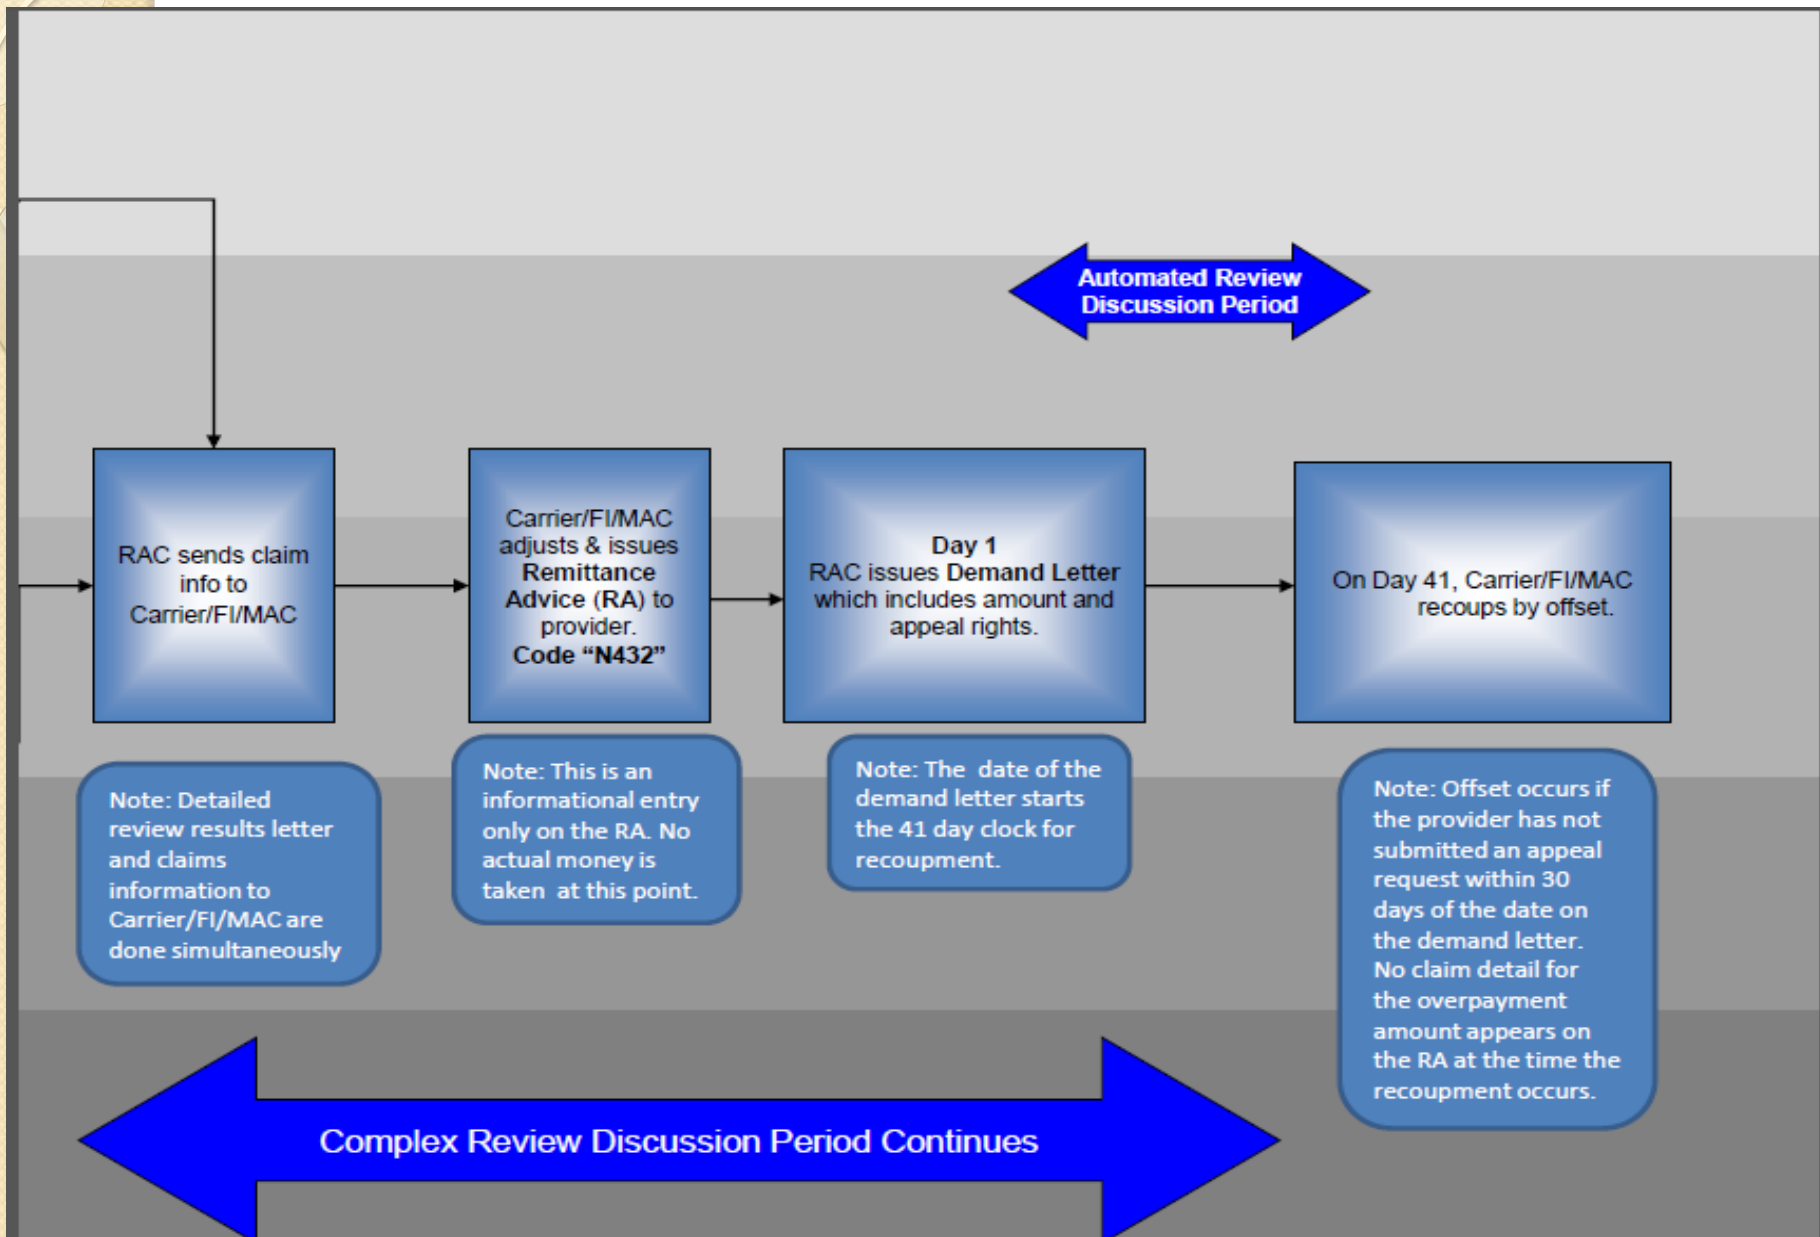 Automated Review
Discussion Period
RAC sends claim
info to
Carrier/FI/MAC
Carrier/FI/MAC
adjusts & issues
Remittance
Advice (RA) to
provider.
Code “N432”
Day 1
RAC issues Demand Letter
which includes amount and
appeal rights.
On Day 41, Carrier/FI/MAC
recoups by offset.
Note: Detailed
review results letter
and claims
information to
Carrier/FI/MAC are
done simultaneously
Note: This is an
informational entry
only on the RA. No
actual money is
taken at this point.
Note: The date of the
demand letter starts
the 41 day clock for
recoupment.
Note: Offset occurs if
the provider has not
submitted an appeal
request within 30
days of the date on
the demand letter.
No claim detail for
the overpayment
amount appears on
the RA at the time the
recoupment occurs.
Complex Review Discussion Period Continues